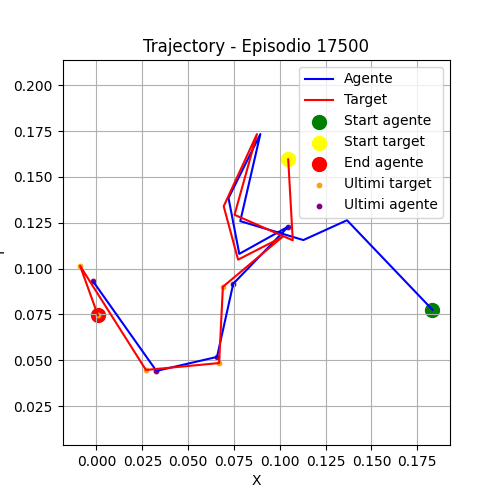 Trajectory - Episodio 17500
Agente
Target
Start agente
Start target
End agente
Ultimi target
Ultimi agente
0.200
0.175
0.150
0.125
0.100
0.075
0.050
0.025
0.000 0.025 0.050 0.075 0.100 0.125 0.150 0.175
X